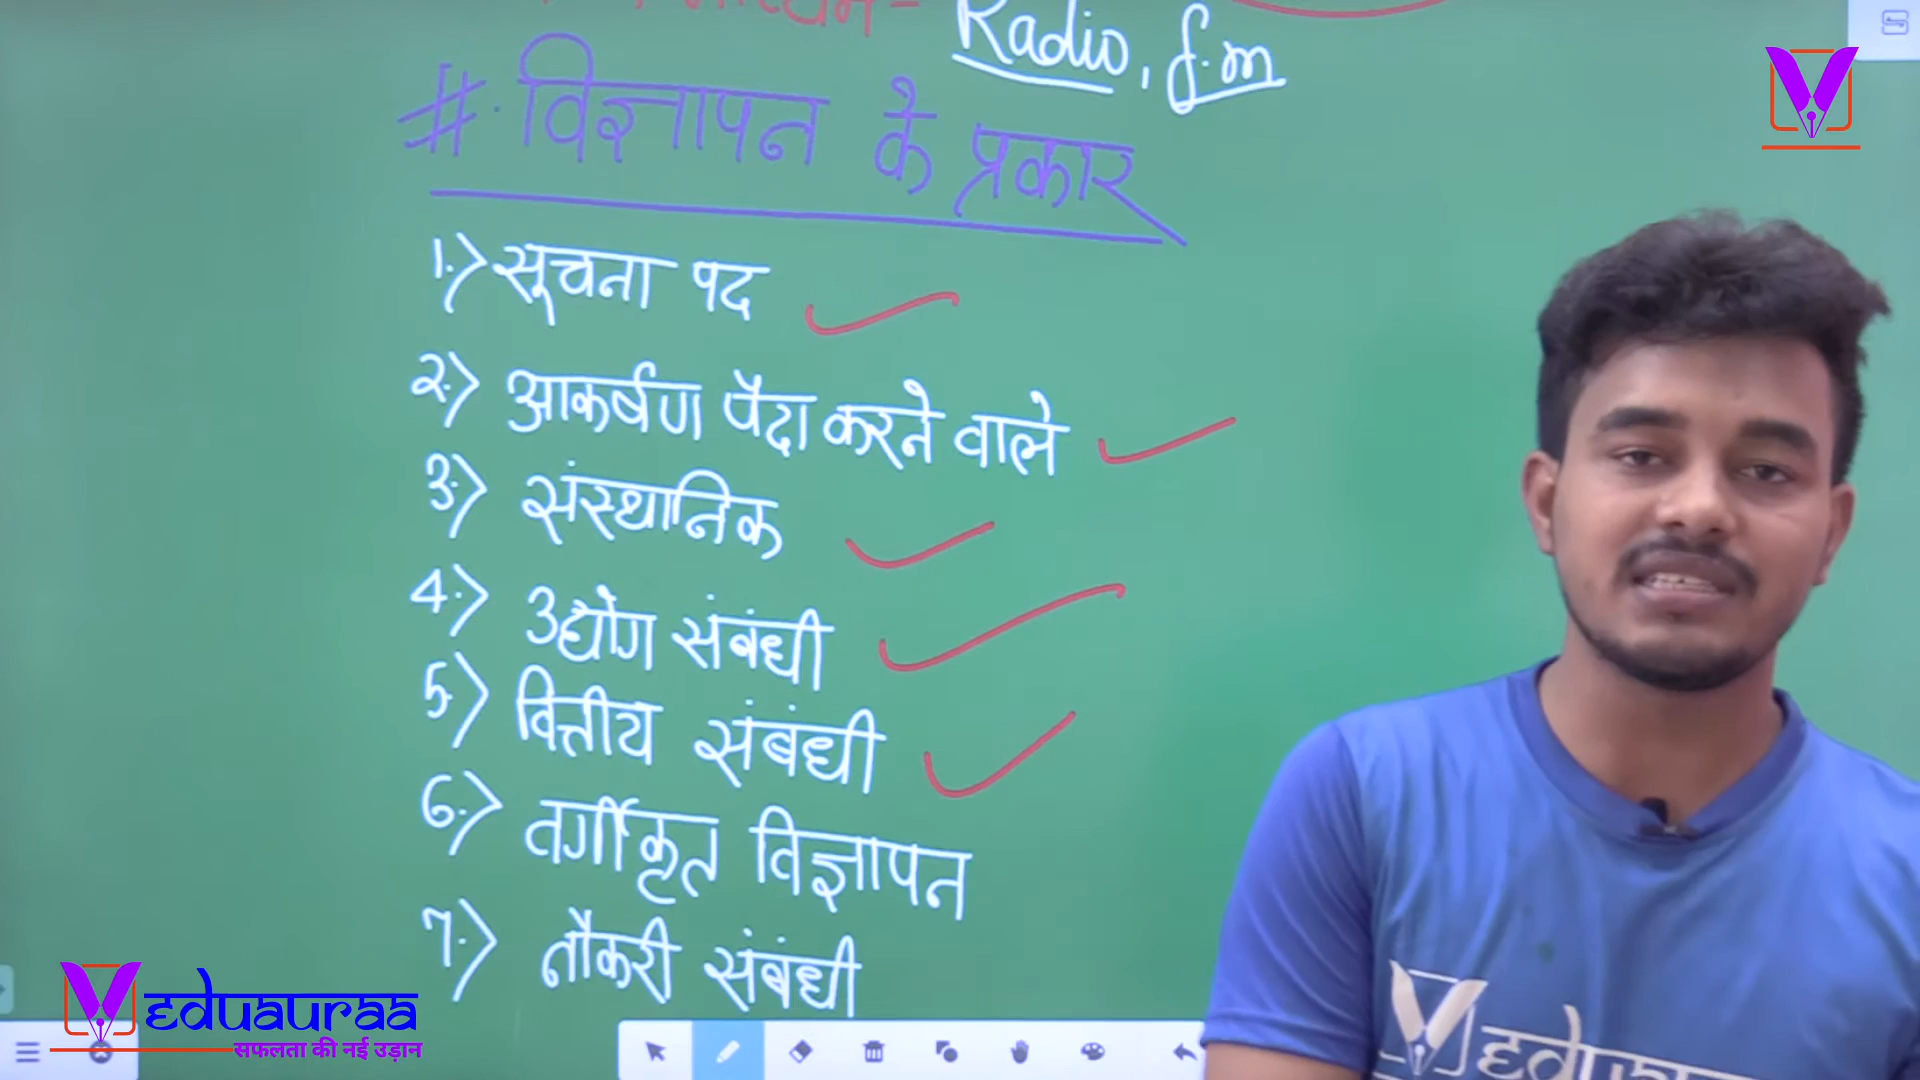 माध्यम - Radio, f.m
# विज्ञापन के प्रकार
1.) सूचना पद
2.) आकर्षण पैदा करने वाले
3.) संस्थानिक
4.) उद्योग संबंधी
5.) वित्तीय संबंधी
6.) वर्गीकृत विज्ञापन
7.) नौकरी संबंधी
eduauraa
सफलता की नई उड़ान